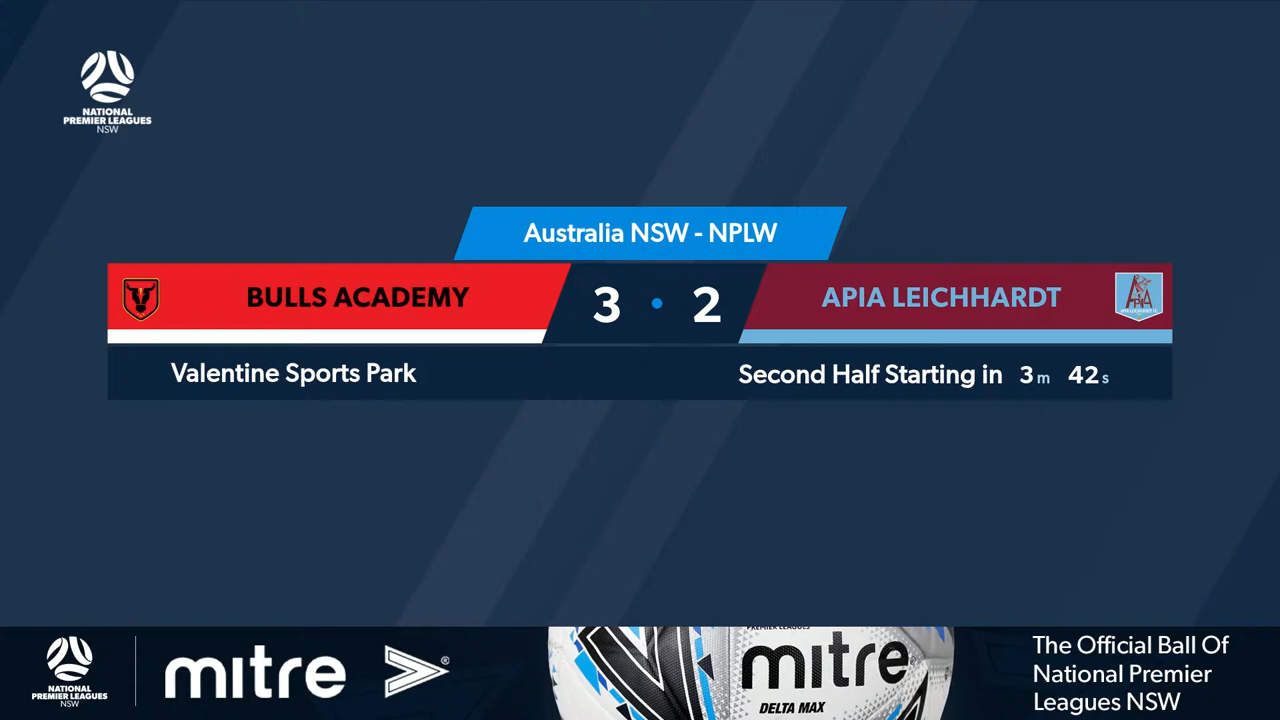 NATIONAL
PREMIER LEAGUES
NSW
Australia NSW - NPLW
BULLS ACADEMY
3 • 2
APIA LEICHHARDT
APIA
Valentine Sports Park
Second Half Starting in 3m 42s
NATIONAL
PREMIER LEAGUES
NSW
mitre
®
PREMIER LEAGUES
mitre
DELTA MAX
The Official Ball Of
National Premier
Leagues NSW